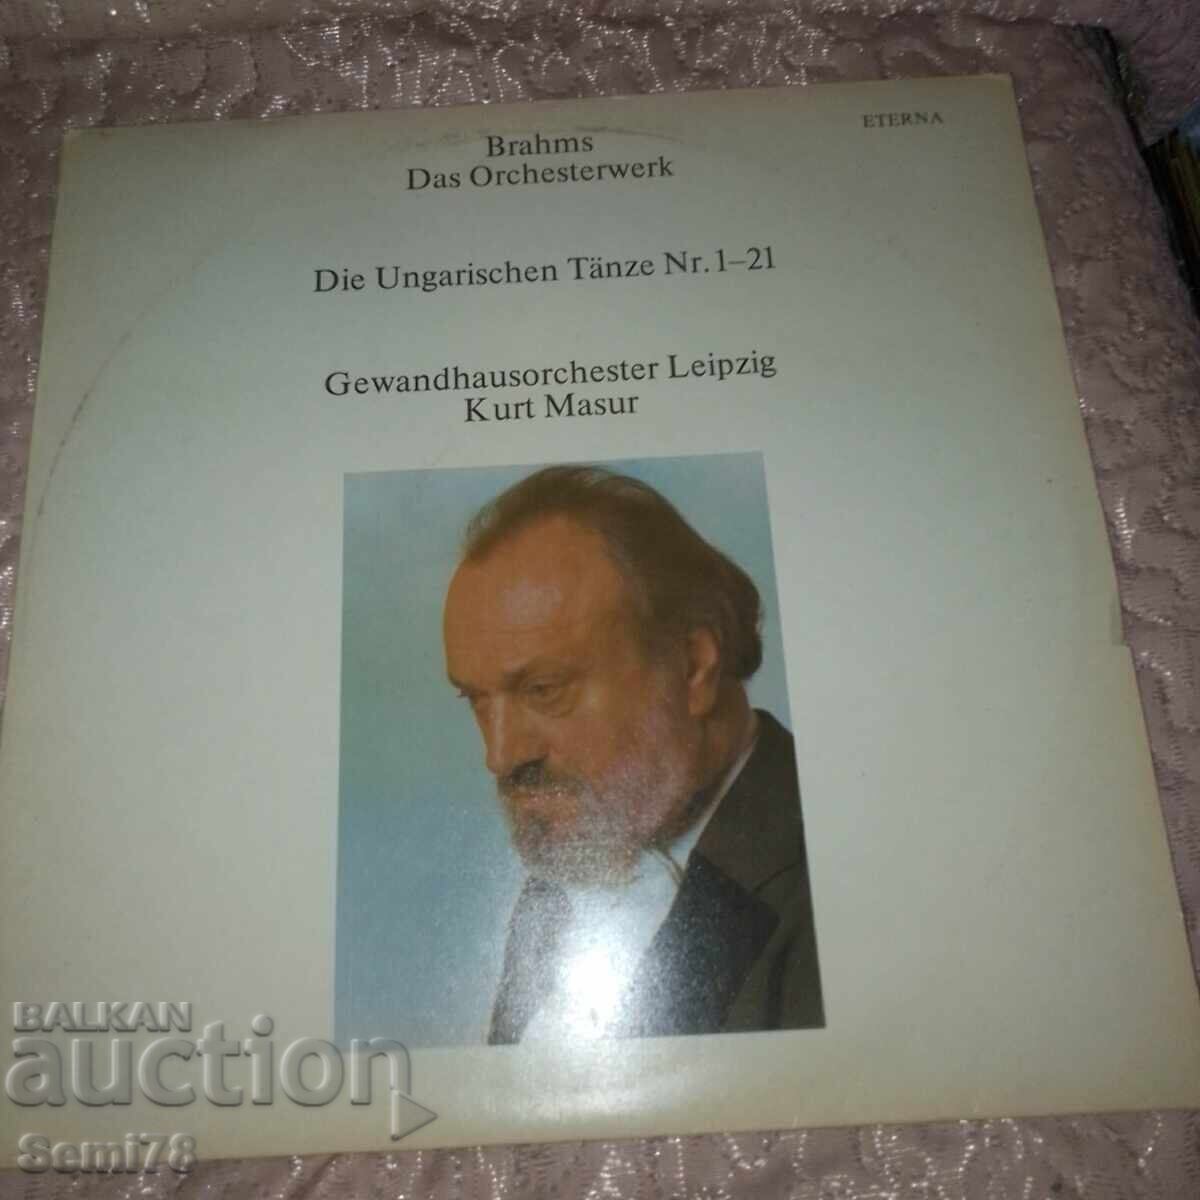 ETERNA
Brahms
Das Orchesterwerk
Die Ungarischen Tänze Nr. 1–21
Gewandhausorchester Leipzig
Kurt Masur
BALKAN
auction
Semi78